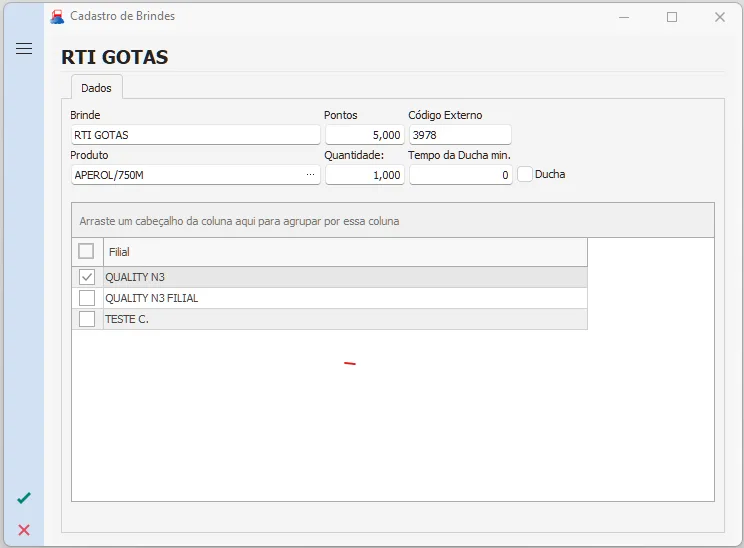 Cadastro de Brindes
RTI GOTAS
Dados
Brinde Pontos Código Externo
RTI GOTAS 5,000 3978
Produto Quantidade: Tempo da Ducha min.
APEROL/750M ... 1,000 0 Ducha
Arraste um cabeçalho da coluna aqui para agrupar por essa coluna
Filial
QUALITY N3
QUALITY N3 FILIAL
TESTE C.